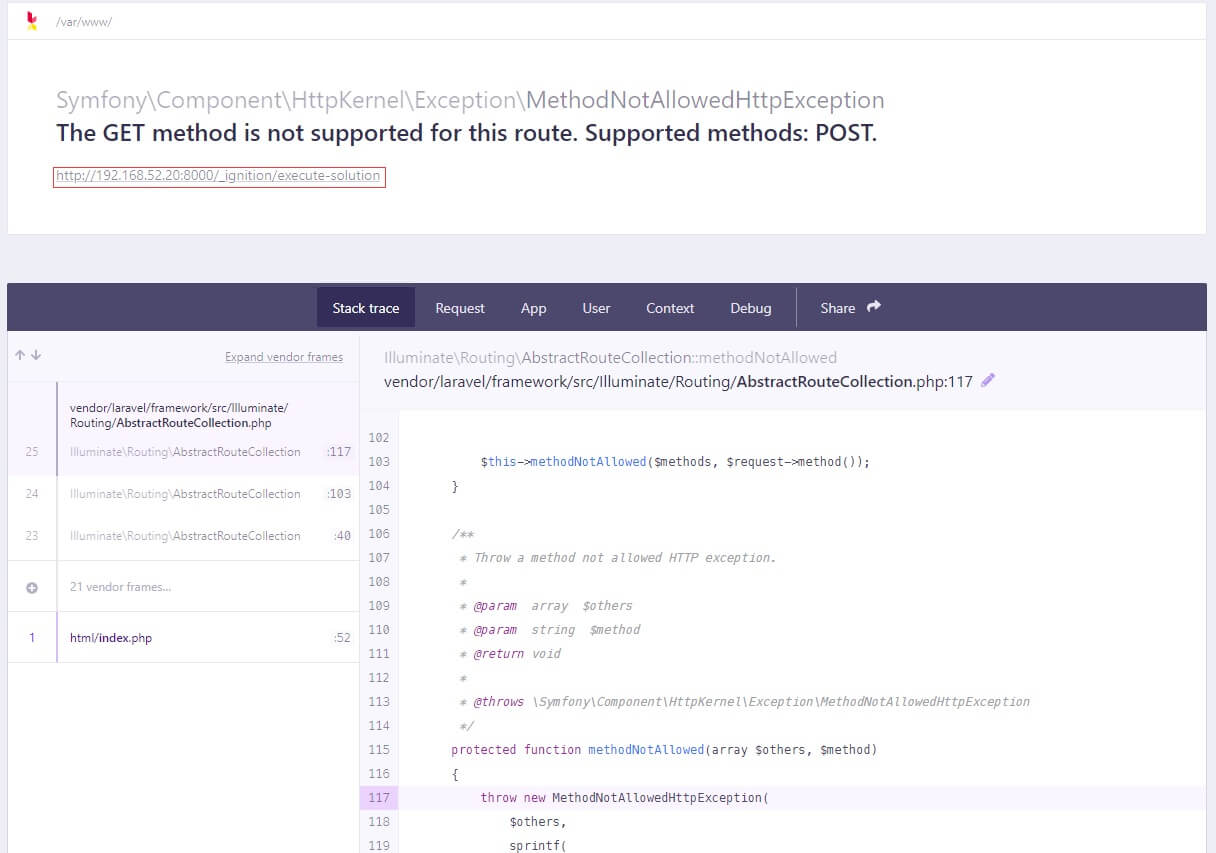 /var/www/
Symfony\Component\HttpKernel\Exception\MethodNotAllowedHttpException
The GET method is not supported for this route. Supported methods: POST.
http://192.168.52.20:8000/_ignition/execute-solution
Stack trace Request App User Context Debug Share
Expand vendor frames
vendor/laravel/framework/src/Illuminate/
Routing/AbstractRouteCollection.php
25 Illuminate\Routing\AbstractRouteCollection :117
24 Illuminate\Routing\AbstractRouteCollection :103
23 Illuminate\Routing\AbstractRouteCollection :40
21 vendor frames...
1 html/index.php :52
Illuminate\Routing\AbstractRouteCollection::methodNotAllowed
vendor/laravel/framework/src/Illuminate/Routing/AbstractRouteCollection.php:117
102
103 $this->methodNotAllowed($methods, $request->method());
104 }
105
106 /**
107 * Throw a method not allowed HTTP exception.
108 *
109 * @param array $others
110 * @param string $method
111 * @return void
112 *
113 * @throws \Symfony\Component\HttpKernel\Exception\MethodNotAllowedHttpException
114 */
115 protected function methodNotAllowed(array $others, $method)
116 {
117 throw new MethodNotAllowedHttpException(
118 $others,
119 sprintf(